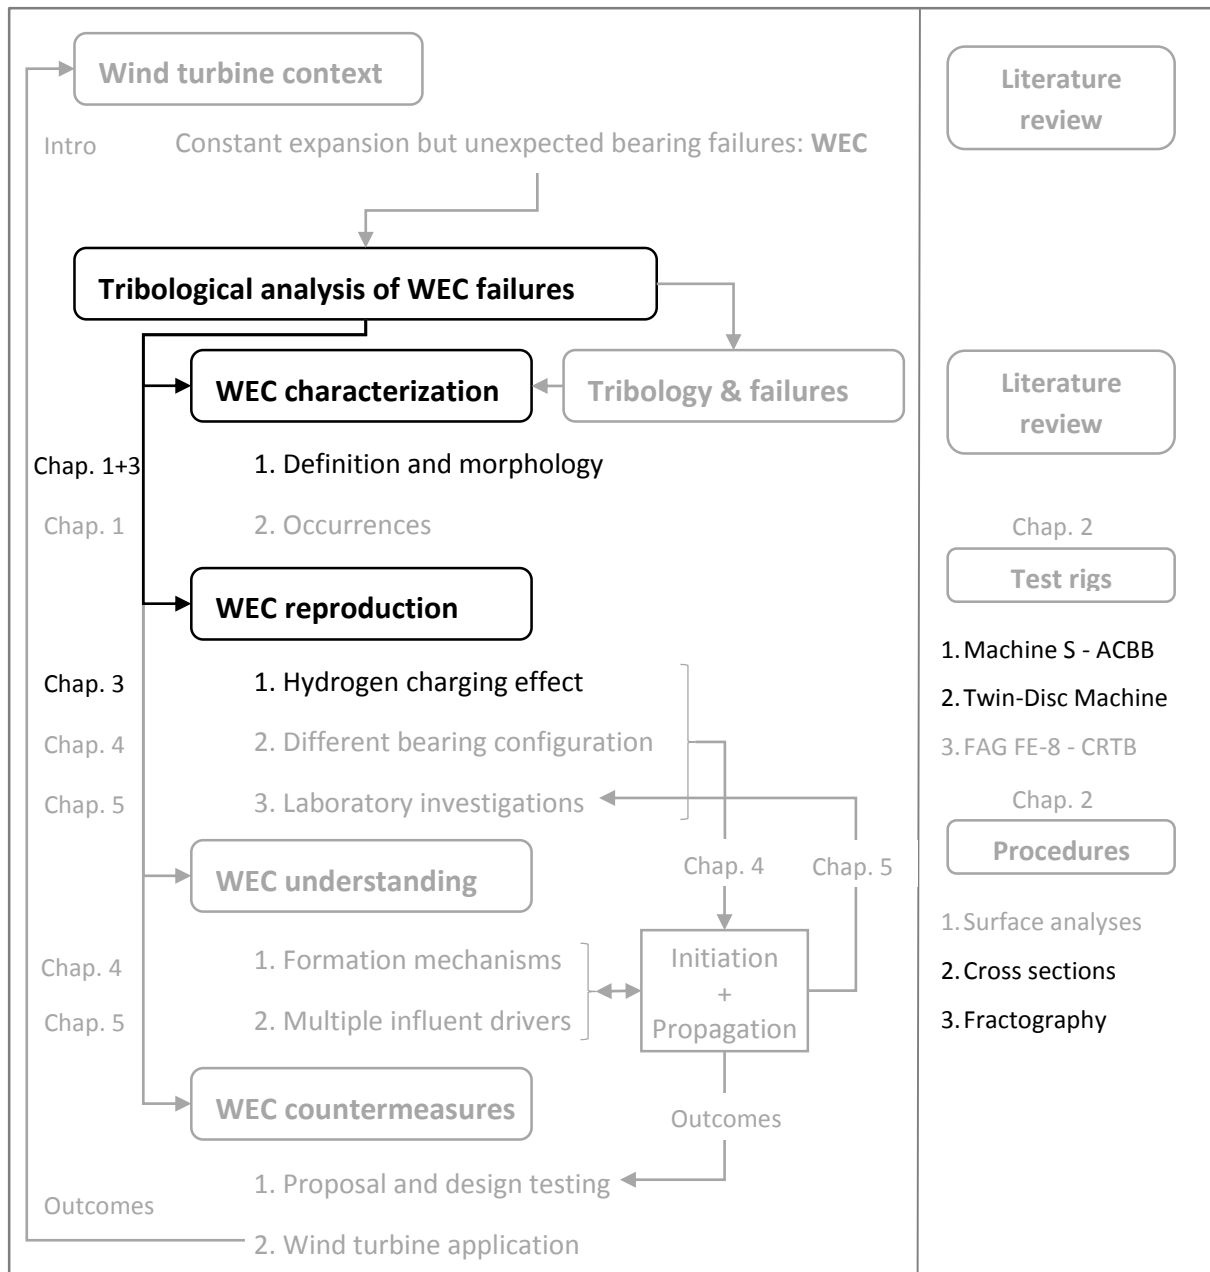 Wind turbine context
Intro
Constant expansion but unexpected bearing failures: WEC
Tribological analysis of WEC failures
WEC characterization
Tribology & failures
Chap. 1+3
1. Definition and morphology
Chap. 1
2. Occurrences
WEC reproduction
Chap. 3
1. Hydrogen charging effect
Chap. 4
2. Different bearing configuration
Chap. 5
3. Laboratory investigations
Chap. 4
Chap. 5
WEC understanding
Chap. 4
1. Formation mechanisms
Chap. 5
2. Multiple influent drivers
Initiation
+
Propagation
WEC countermeasures
Outcomes
1. Proposal and design testing
Outcomes
2. Wind turbine application
Literature
review
Literature
review
Chap. 2
Test rigs
1. Machine S - ACBB
2. Twin-Disc Machine
3. FAG FE-8 - CRTB
Chap. 2
Procedures
1. Surface analyses
2. Cross sections
3. Fractography